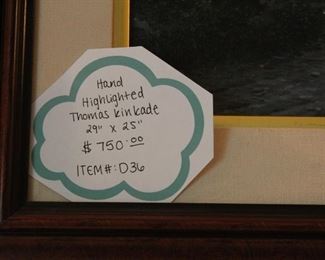 Hand
Highlighted
Thomas Kinkade
29" x 25"
$750.00
ITEM#: D36